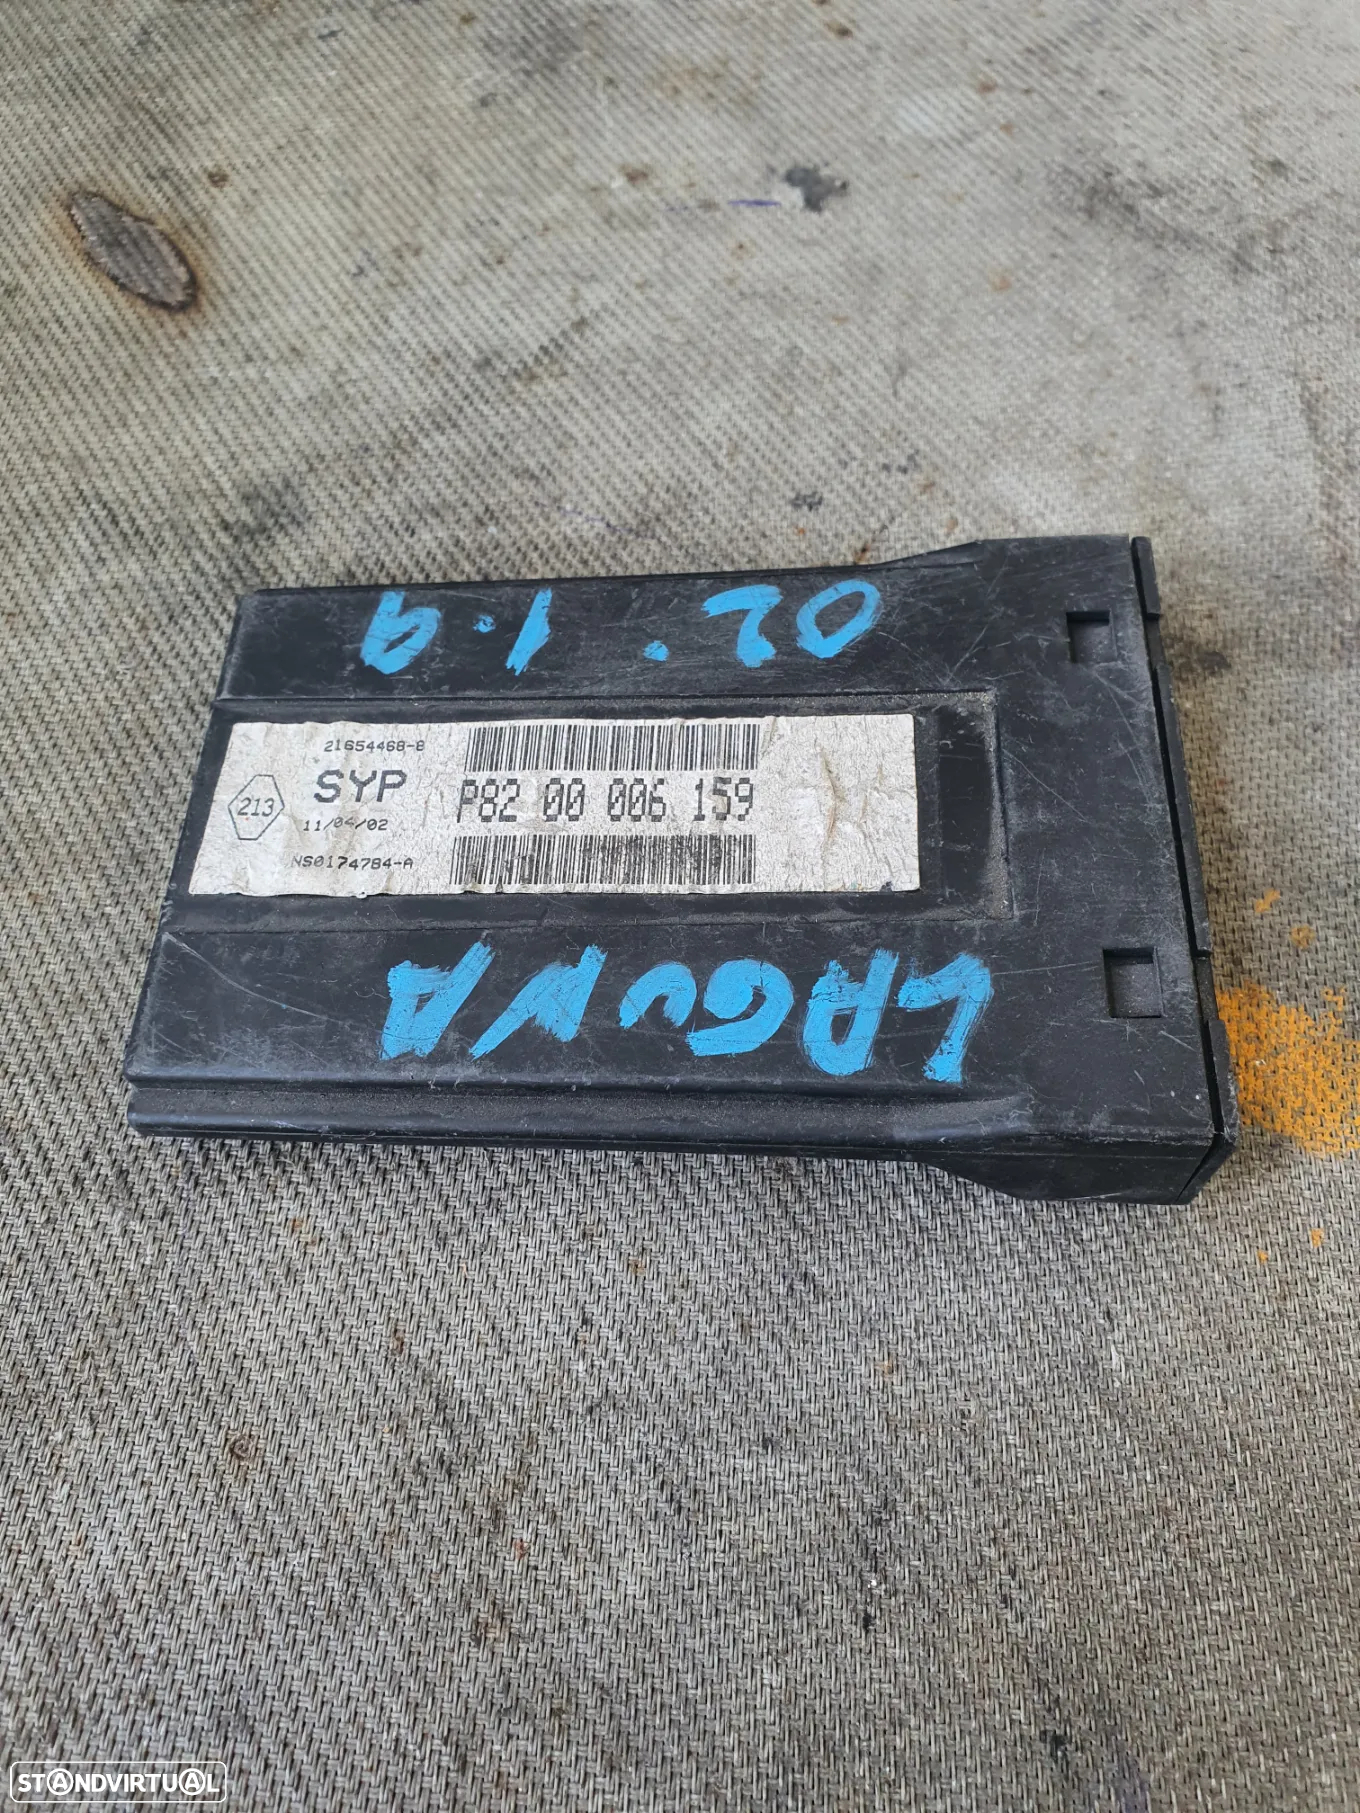 21654468-8
SYP
213
11/04/02
NS0174784-A
P82 00 006 159
LAGUNA
02. 1.9
STANDVIRTUAL